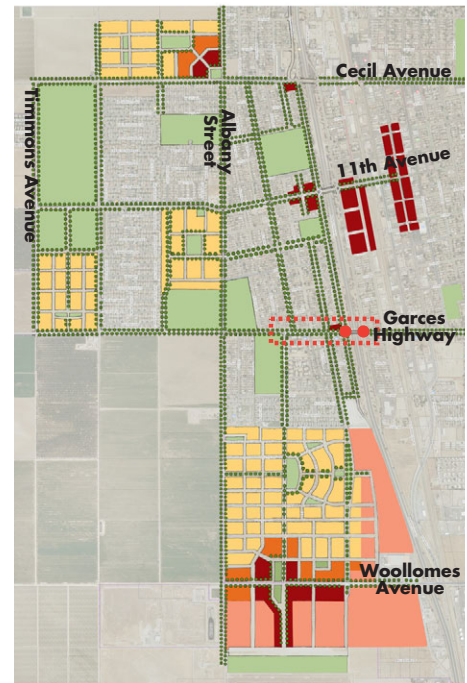 Cecil Avenue
Timmons Avenue
Albany
Street
11th Avenue
Garces
Highway
Woollomes
Avenue